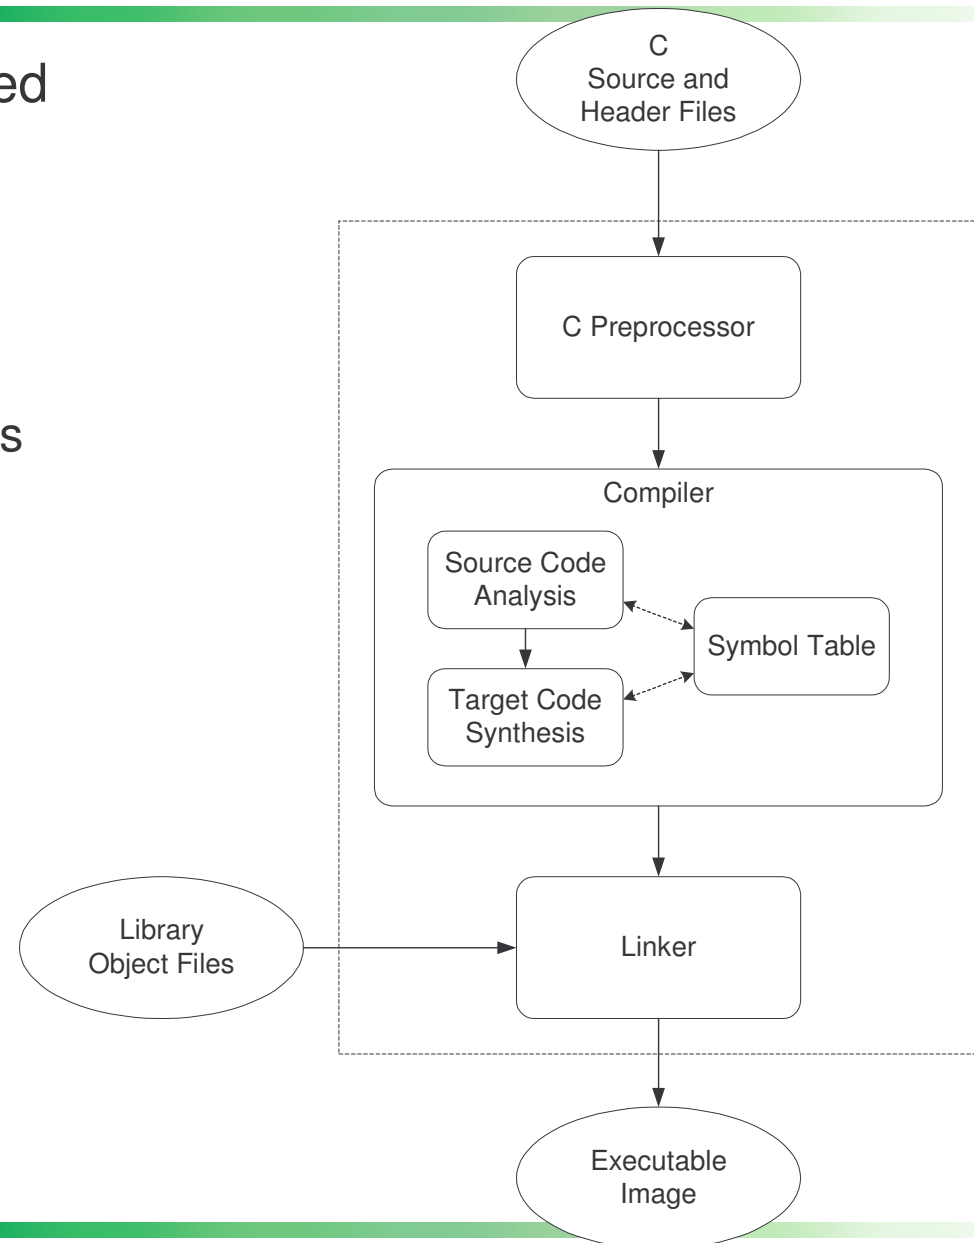 ed
s
C
Source and
Header Files
C Preprocessor
Compiler
Source Code
Analysis
Symbol Table
Target Code
Synthesis
Library
Object Files
Linker
Executable
Image